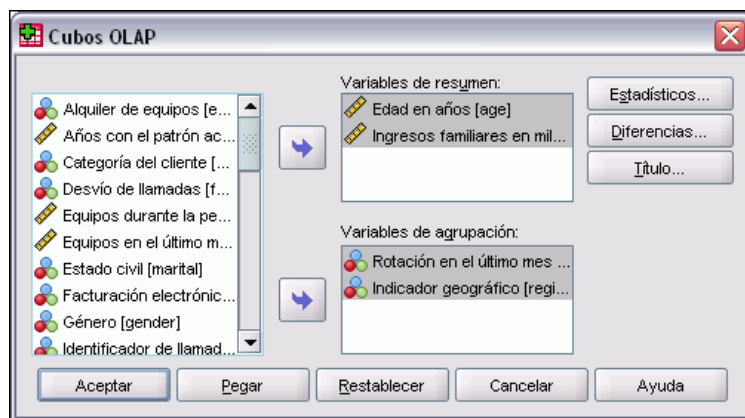 Cubos OLAP
Alquiler de equipos [e...
Años con el patrón ac...
Categoría del cliente [...
Desvío de llamadas [f...
Equipos durante la pe...
Equipos en el último m...
Estado civil [marital]
Facturación electrónic...
Género [gender]
Identificador de llamad...
Variables de resumen:
Edad en años [age]
Ingresos familiares en mil...
Variables de agrupación:
Rotación en el último mes ...
Indicador geográfico [regi...
Estadísticos...
Diferencias...
Título...
Aceptar
Pegar
Restablecer
Cancelar
Ayuda